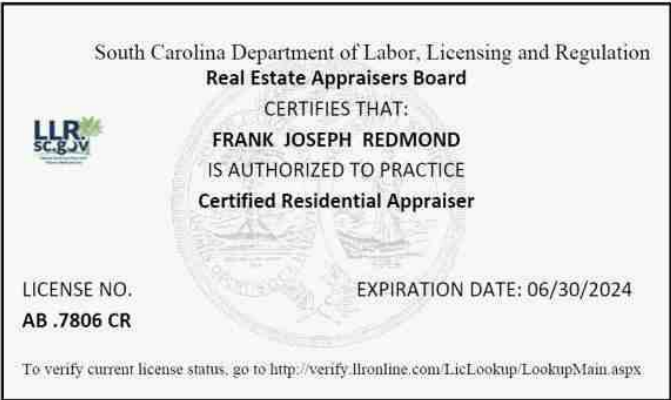 South Carolina Department of Labor, Licensing and Regulation
Real Estate Appraisers Board
CERTIFIES THAT:
LLR.
sc.gov
FRANK JOSEPH REDMOND
IS AUTHORIZED TO PRACTICE
Certified Residential Appraiser
LICENSE NO.
EXPIRATION DATE: 06/30/2024
AB .7806 CR
To verify current license status, go to http://verify.llronline.com/LicLookup/LookupMain.aspx